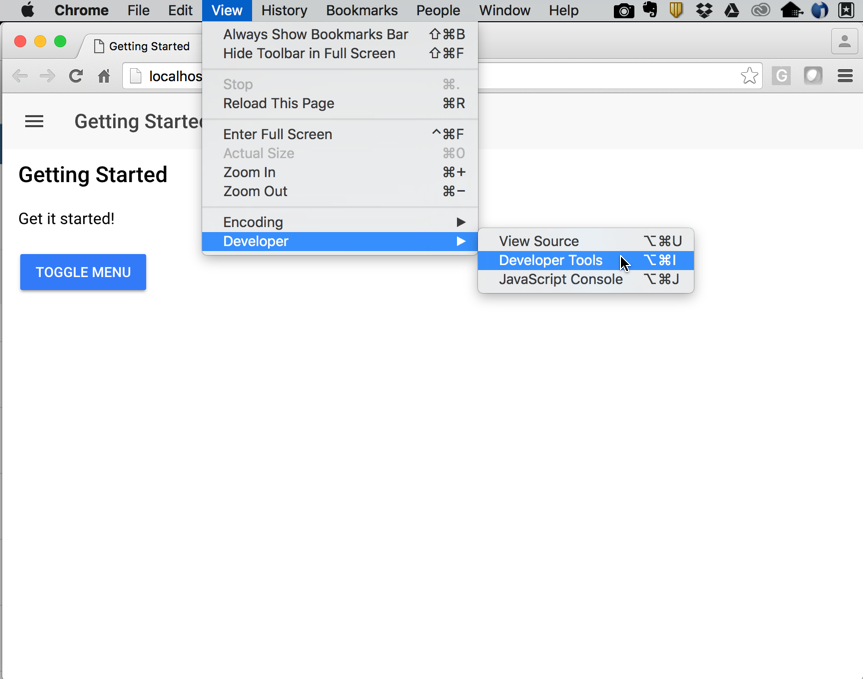 Chrome File Edit View History Bookmarks People Window Help
Always Show Bookmarks Bar ⇧⌘B
Hide Toolbar in Full Screen ⇧⌘F
Stop ⌘.
Reload This Page ⌘R
Enter Full Screen ^⌘F
Actual Size ⌘0
Zoom In ⌘+
Zoom Out ⌘−
Encoding ▶
Developer ▶
View Source ⌥⌘U
Developer Tools ⌥⌘I
JavaScript Console ⌥⌘J
Getting Started
localhos
G
Getting Started
Getting Started
Get it started!
TOGGLE MENU